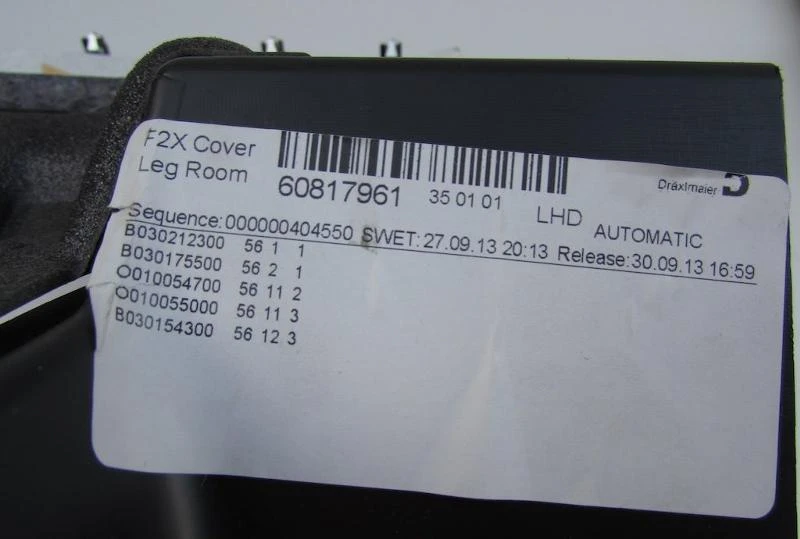 F2X Cover
Leg Room
60817961 35 01 01 LHD AUTOMATIC
Dräxlmaier
Sequence:000000404550 SWET:27.09.13 20:13 Release:30.09.13 16:59
B030212300 56 1 1
B030175500 56 2 1
O010054700 56 11 2
O010055000 56 11 3
B030154300 56 12 3